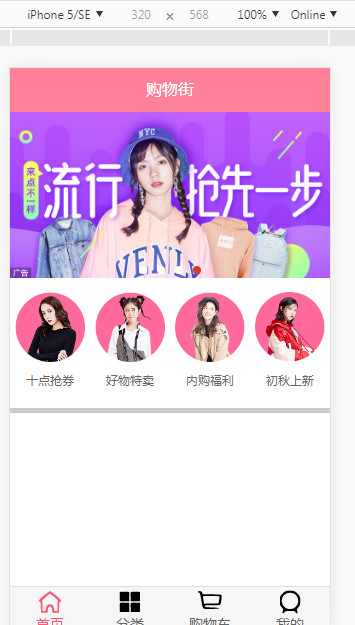 iPhone 5/SE ▼ 320 × 568 100% ▼ Online ▼
购物街
NYC
来点不一样
流行 抢先一步
VENLI
广告
十点抢券 好物特卖 内购福利 初秋上新
首页 分类 购物车 我的